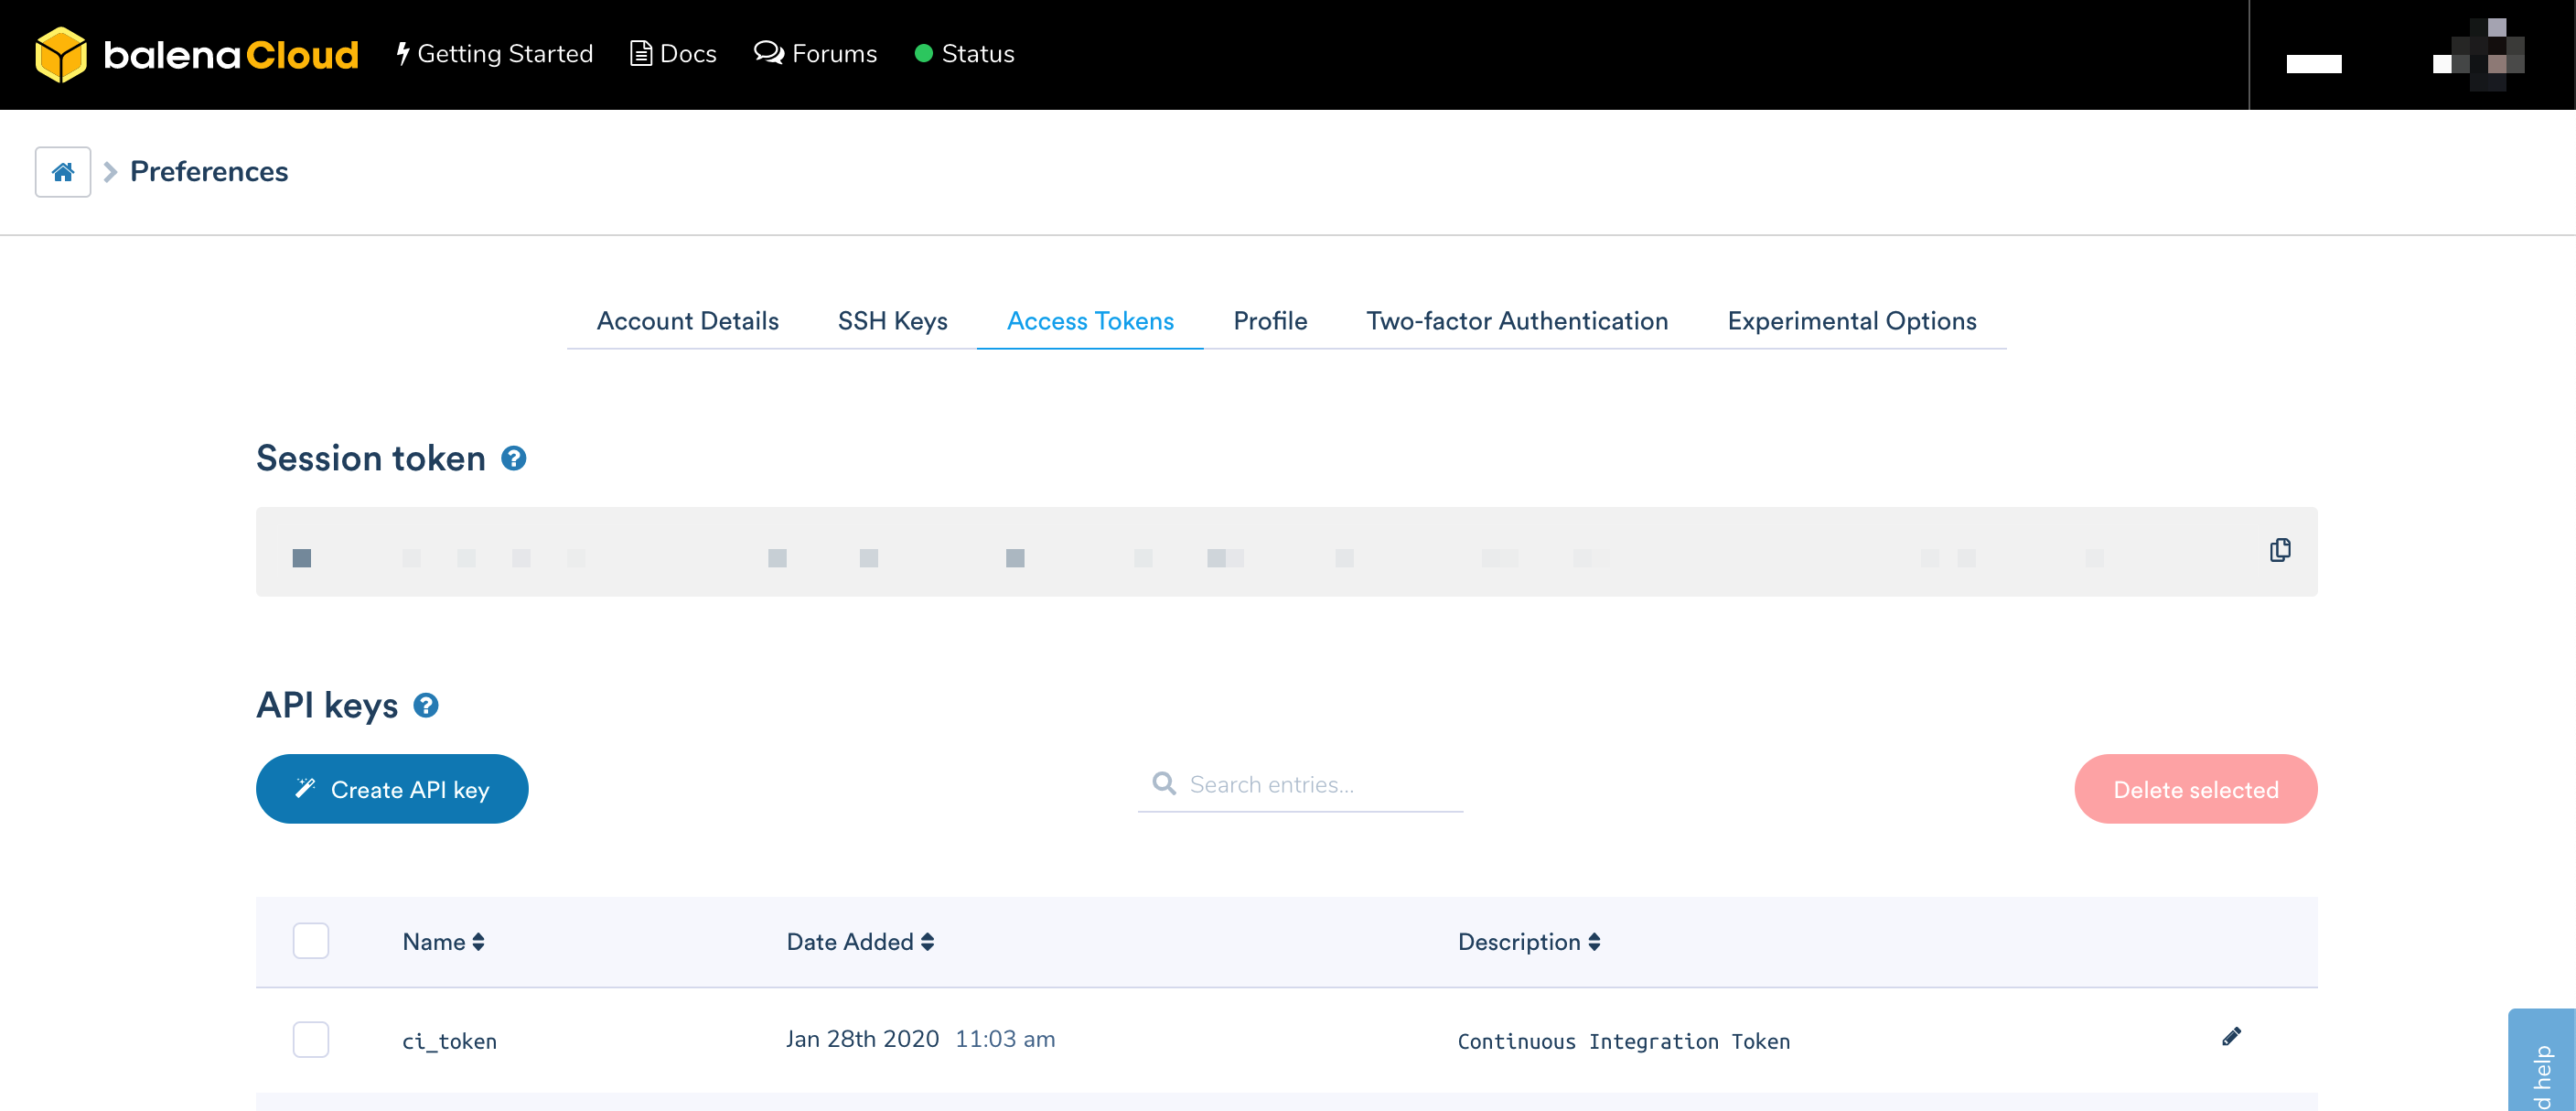 balenaCloud Getting Started Docs Forums Status
Preferences
Account Details SSH Keys Access Tokens Profile Two-factor Authentication Experimental Options
Session token
API keys
Create API key Search entries... Delete selected
Name Date Added Description
ci_token Jan 28th 2020 11:03 am Continuous Integration Token
help